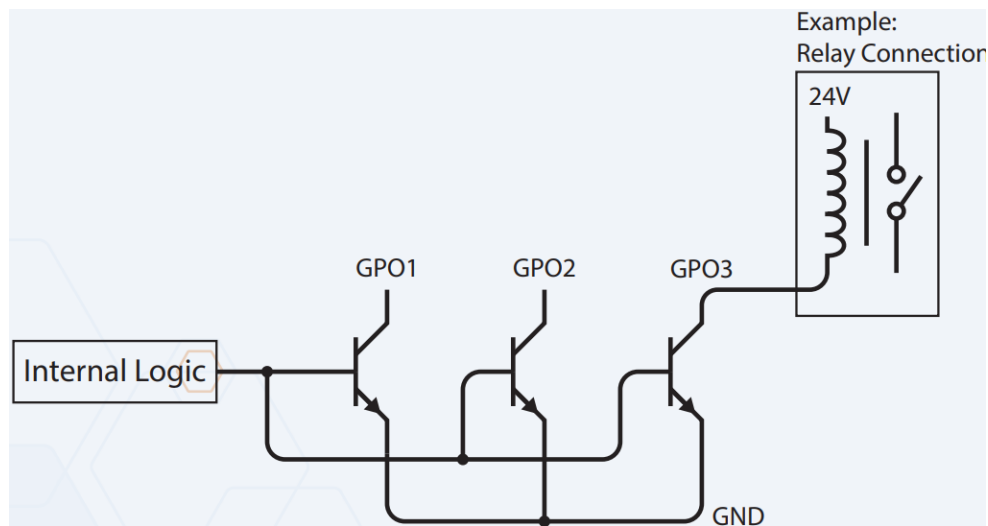 Example:
Relay Connection
24V
GPO1
GPO2
GPO3
Internal Logic
GND